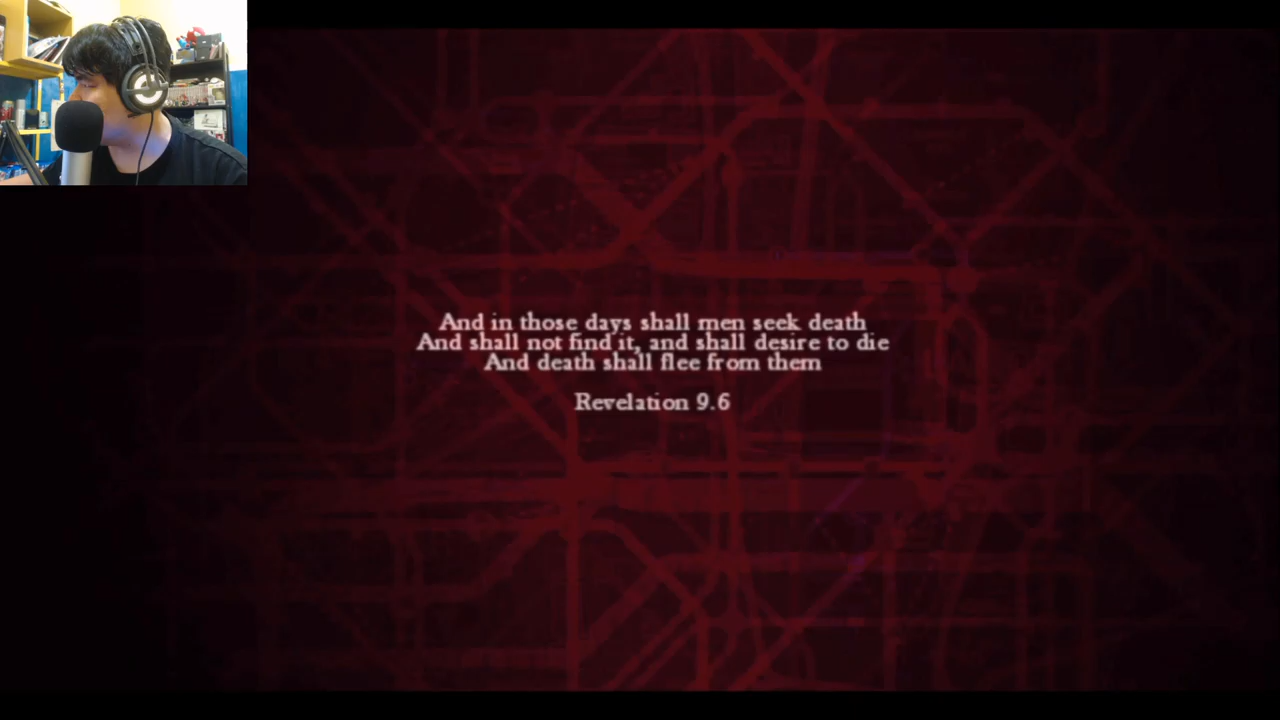 And in those days shall men seek death
And shall not find it, and shall desire to die
And death shall flee from them
Revelation 9.6